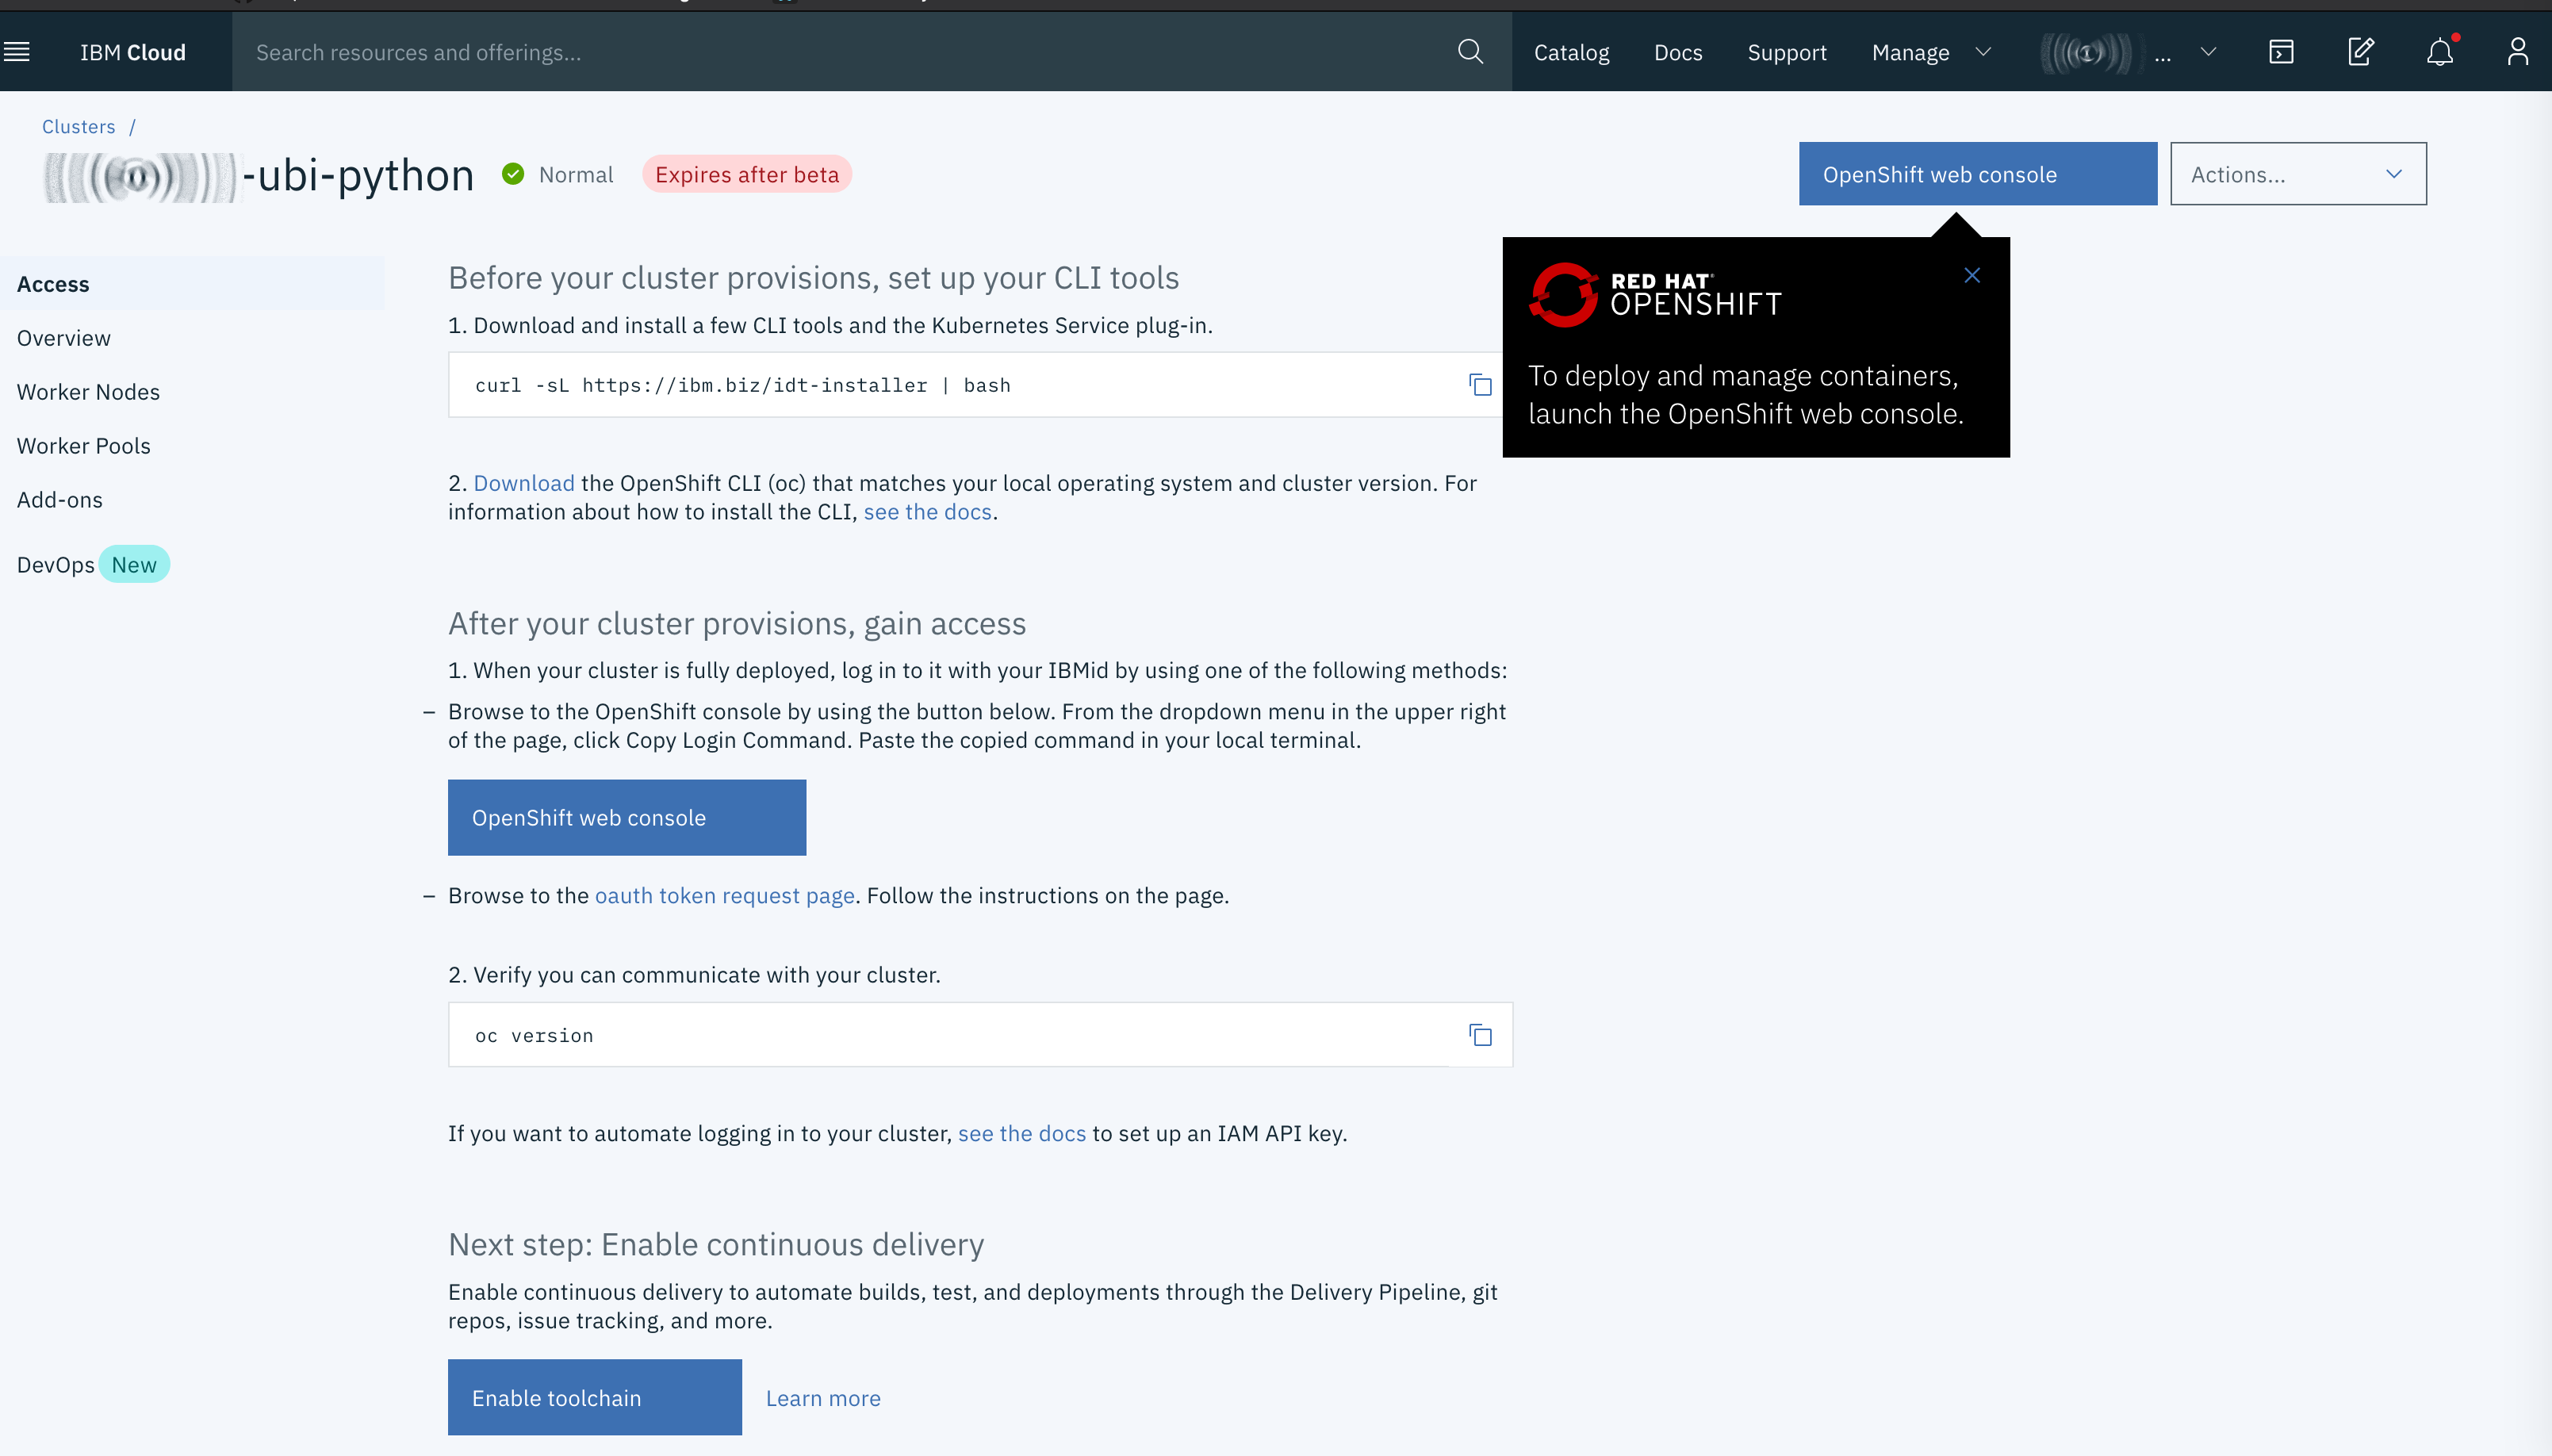 IBM Cloud
Search resources and offerings...
Catalog
Docs
Support
Manage
...
Clusters /
-ubi-python
Normal
Expires after beta
OpenShift web console
Actions...
RED HAT®
OPENSHIFT
To deploy and manage containers,
launch the OpenShift web console.
Access
Overview
Worker Nodes
Worker Pools
Add-ons
DevOps New
Before your cluster provisions, set up your CLI tools
1. Download and install a few CLI tools and the Kubernetes Service plug-in.
curl -sL https://ibm.biz/idt-installer | bash
2. Download the OpenShift CLI (oc) that matches your local operating system and cluster version. For
information about how to install the CLI, see the docs.
After your cluster provisions, gain access
1. When your cluster is fully deployed, log in to it with your IBMid by using one of the following methods:
– Browse to the OpenShift console by using the button below. From the dropdown menu in the upper right
of the page, click Copy Login Command. Paste the copied command in your local terminal.
OpenShift web console
– Browse to the oauth token request page. Follow the instructions on the page.
2. Verify you can communicate with your cluster.
oc version
If you want to automate logging in to your cluster, see the docs to set up an IAM API key.
Next step: Enable continuous delivery
Enable continuous delivery to automate builds, test, and deployments through the Delivery Pipeline, git
repos, issue tracking, and more.
Enable toolchain
Learn more